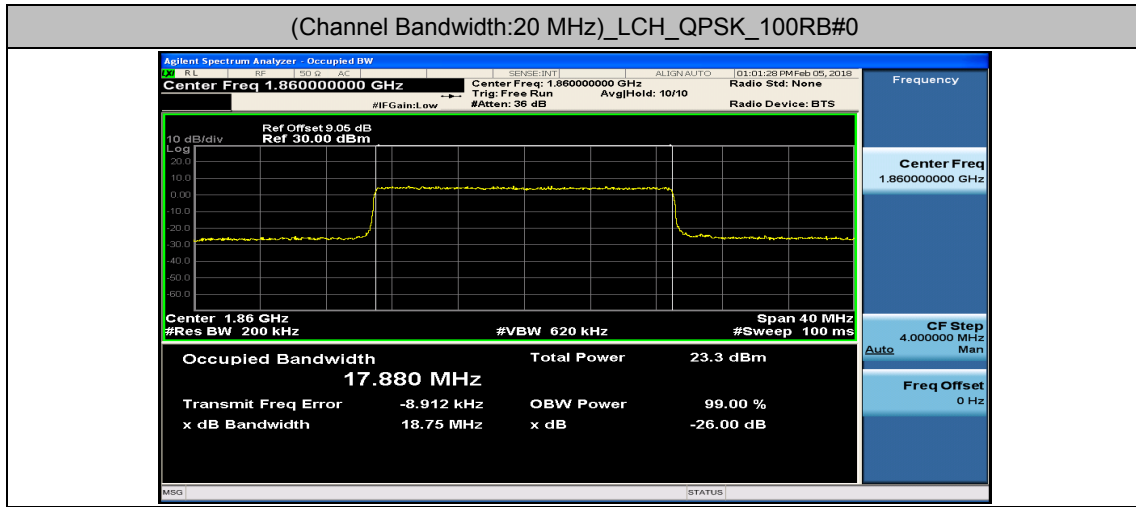 (Channel Bandwidth:20 MHz)_LCH_QPSK_100RB#0
Agilent Spectrum Analyzer - Occupied BW
LXI RL RF 50 Ω AC SENSE:INT ALIGNAUTO 01:01:28 PM Feb 05, 2018
Center Freq 1.860000000 GHz
Center Freq: 1.860000000 GHz
Radio Std: None
Trig: Free Run Avg|Hold: 10/10
#IFGain:Low #Atten: 36 dB Radio Device: BTS
Ref Offset 9.05 dB
10 dB/div Ref 30.00 dBm
Log
20.0
10.0
0.00
-10.0
-20.0
-30.0
-40.0
-50.0
-60.0
Center 1.86 GHz Span 40 MHz
#Res BW 200 kHz #VBW 620 kHz #Sweep 100 ms
Occupied Bandwidth Total Power 23.3 dBm
17.880 MHz
Transmit Freq Error -8.912 kHz OBW Power 99.00 %
x dB Bandwidth 18.75 MHz x dB -26.00 dB
MSG STATUS
Frequency
Center Freq
1.860000000 GHz
CF Step
4.000000 MHz
Auto Man
Freq Offset
0 Hz